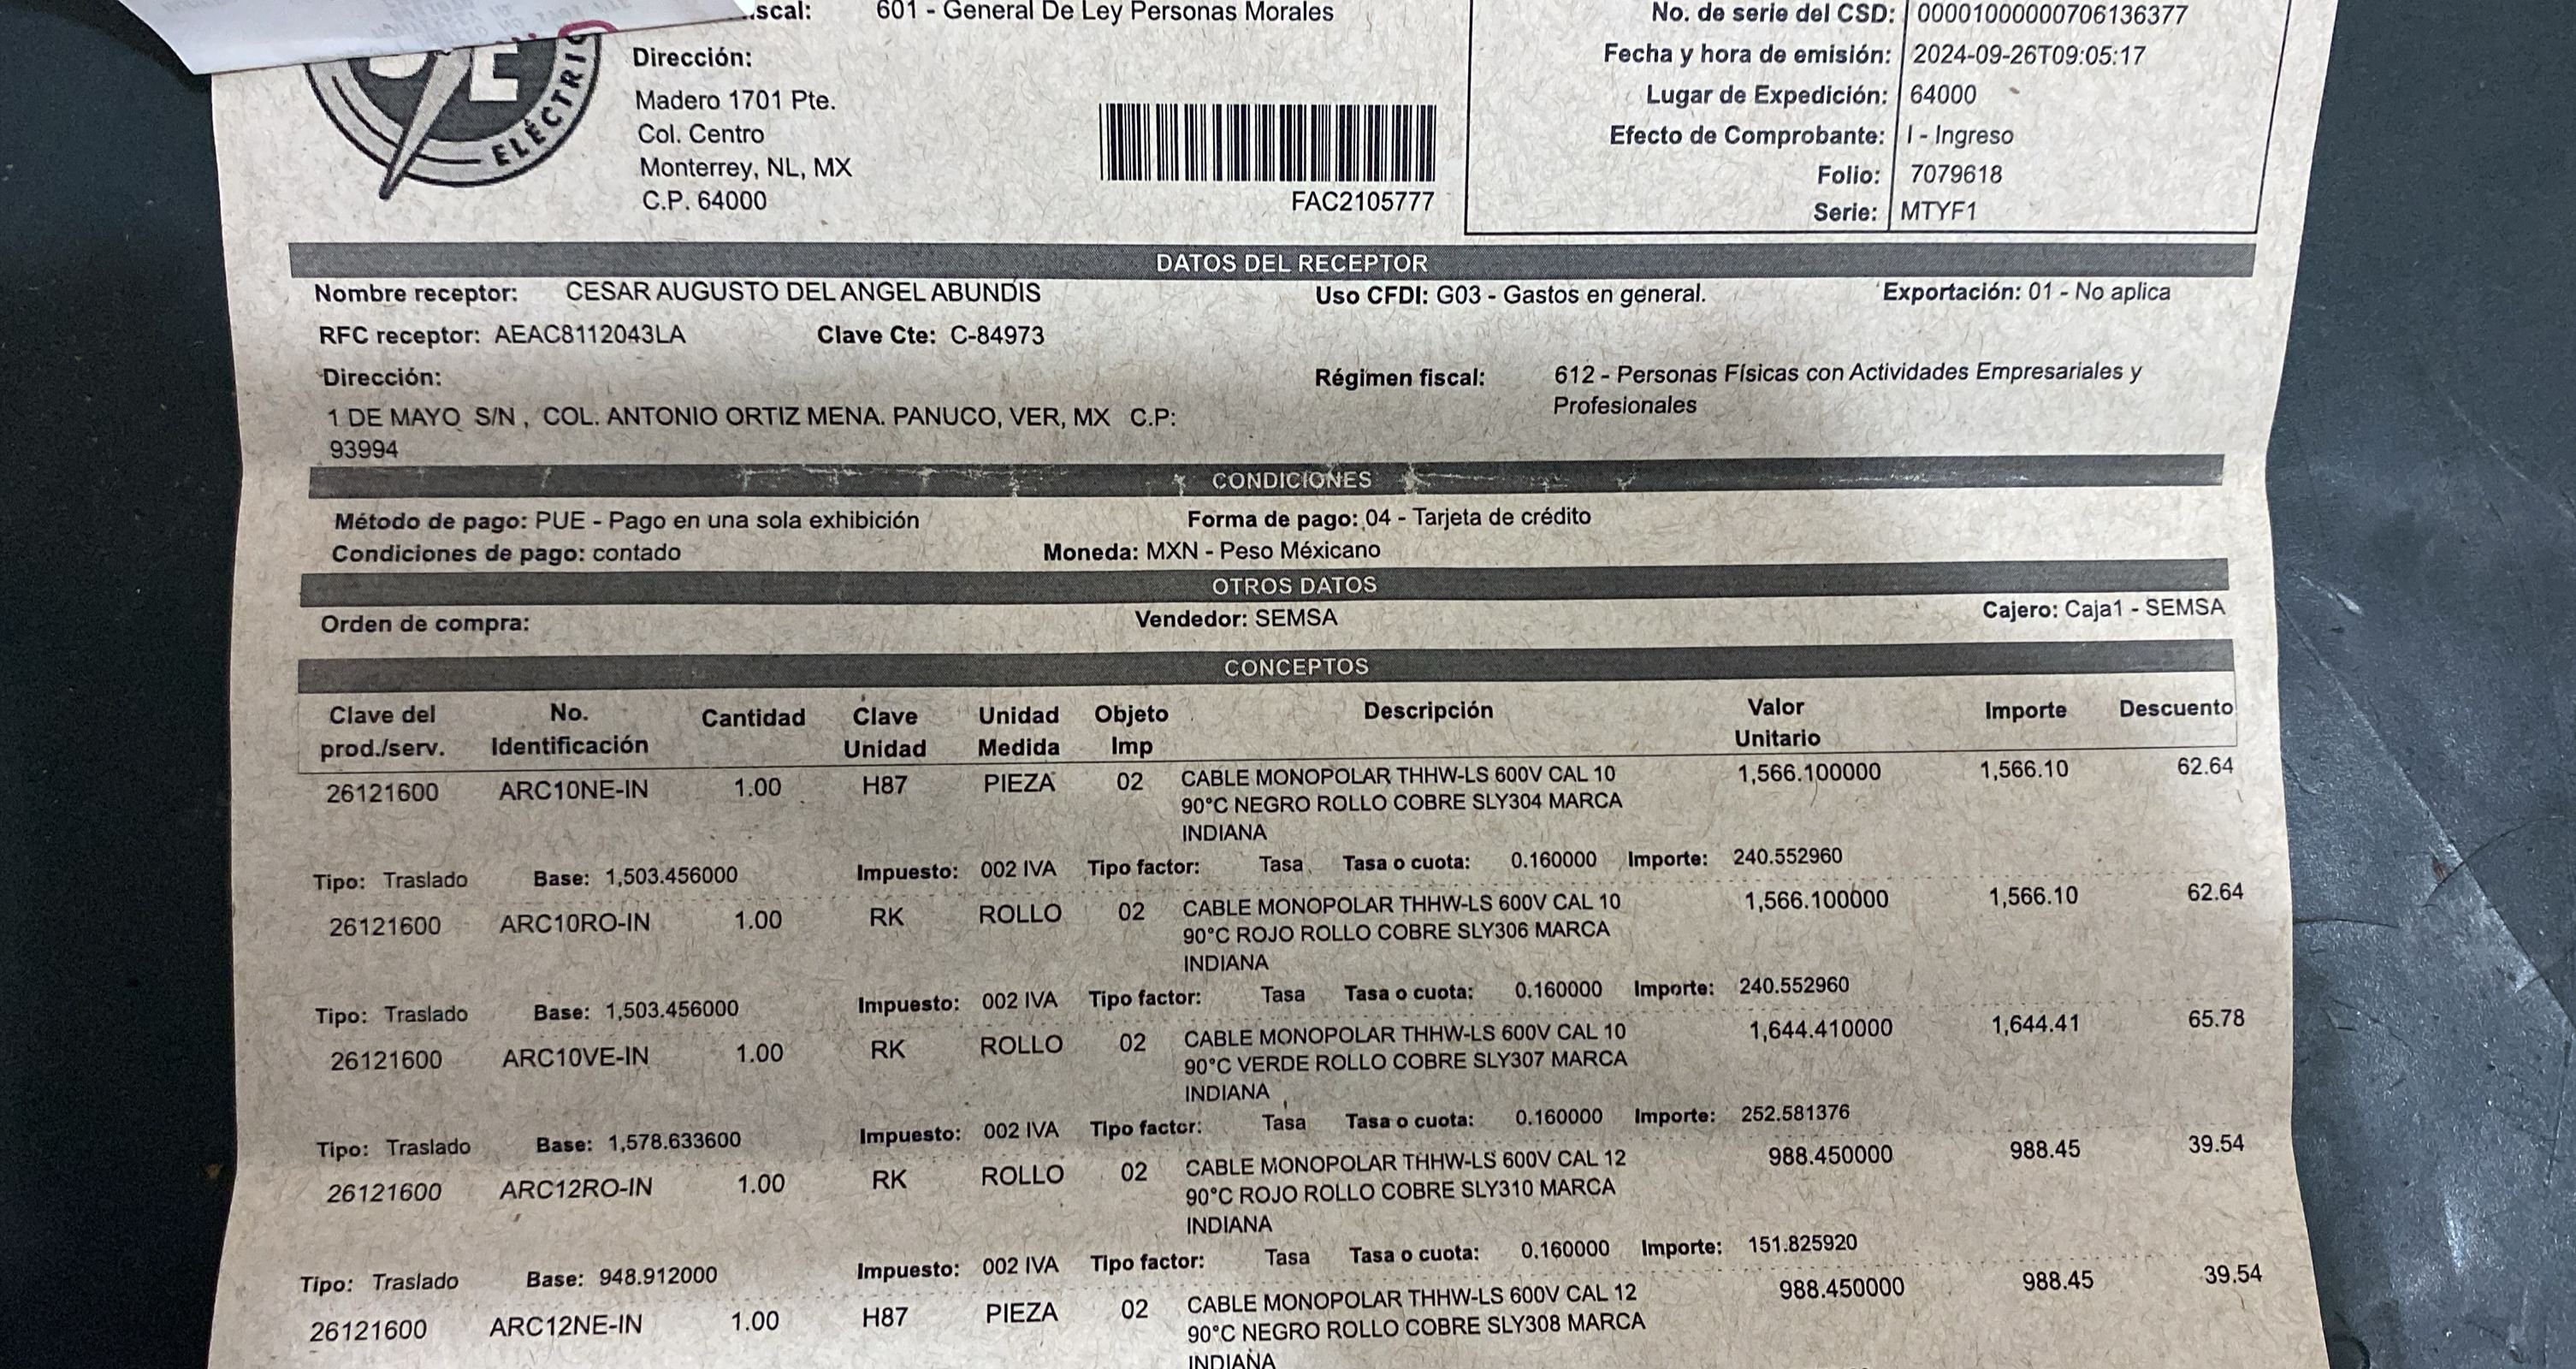 601 - General De Ley Personas Morales
Dirección:
Madero 1701 Pte.
Col. Centro
Monterrey, NL, MX
C.P. 64000
ELÉCTRIC
FAC2105777
No. de serie del CSD: 00001000000706136377
Fecha y hora de emisión: 2024-09-26T09:05:17
Lugar de Expedición: 64000
Efecto de Comprobante: I - Ingreso
Folio: 7079618
Serie: MTYF1
DATOS DEL RECEPTOR
Nombre receptor: CESAR AUGUSTO DEL ANGEL ABUNDIS Uso CFDI: G03 - Gastos en general. Exportación: 01 - No aplica
RFC receptor: AEAC8112043LA Clave Cte: C-84973
Dirección: Régimen fiscal: 612 - Personas Físicas con Actividades Empresariales y
Profesionales
1 DE MAYO S/N , COL. ANTONIO ORTIZ MENA. PANUCO, VER, MX C.P:
93994
CONDICIONES
Método de pago: PUE - Pago en una sola exhibición Forma de pago: 04 - Tarjeta de crédito
Condiciones de pago: contado Moneda: MXN - Peso Méxicano
OTROS DATOS
Orden de compra: Vendedor: SEMSA Cajero: Caja1 - SEMSA
CONCEPTOS
Clave del No. Cantidad Clave Unidad Objeto Descripción Valor Importe Descuento
prod./serv. Identificación Unidad Medida Imp Unitario
26121600 ARC10NE-IN 1.00 H87 PIEZA 02 CABLE MONOPOLAR THHW-LS 600V CAL 10 1,566.100000 1,566.10 62.64
90°C NEGRO ROLLO COBRE SLY304 MARCA
INDIANA
Tipo: Traslado Base: 1,503.456000 Impuesto: 002 IVA Tipo factor: Tasa Tasa o cuota: 0.160000 Importe: 240.552960
26121600 ARC10RO-IN 1.00 RK ROLLO 02 CABLE MONOPOLAR THHW-LS 600V CAL 10 1,566.100000 1,566.10 62.64
90°C ROJO ROLLO COBRE SLY306 MARCA
INDIANA
Tipo: Traslado Base: 1,503.456000 Impuesto: 002 IVA Tipo factor: Tasa Tasa o cuota: 0.160000 Importe: 240.552960
26121600 ARC10VE-IN 1.00 RK ROLLO 02 CABLE MONOPOLAR THHW-LS 600V CAL 10 1,644.410000 1,644.41 65.78
90°C VERDE ROLLO COBRE SLY307 MARCA
INDIANA
Tipo: Traslado Base: 1,578.633600 Impuesto: 002 IVA Tipo factor: Tasa Tasa o cuota: 0.160000 Importe: 252.581376
26121600 ARC12RO-IN 1.00 RK ROLLO 02 CABLE MONOPOLAR THHW-LS 600V CAL 12 988.450000 988.45 39.54
90°C ROJO ROLLO COBRE SLY310 MARCA
INDIANA
Tipo: Traslado Base: 948.912000 Impuesto: 002 IVA Tipo factor: Tasa Tasa o cuota: 0.160000 Importe: 151.825920
26121600 ARC12NE-IN 1.00 H87 PIEZA 02 CABLE MONOPOLAR THHW-LS 600V CAL 12 988.450000 988.45 39.54
90°C NEGRO ROLLO COBRE SLY308 MARCA
INDIANA